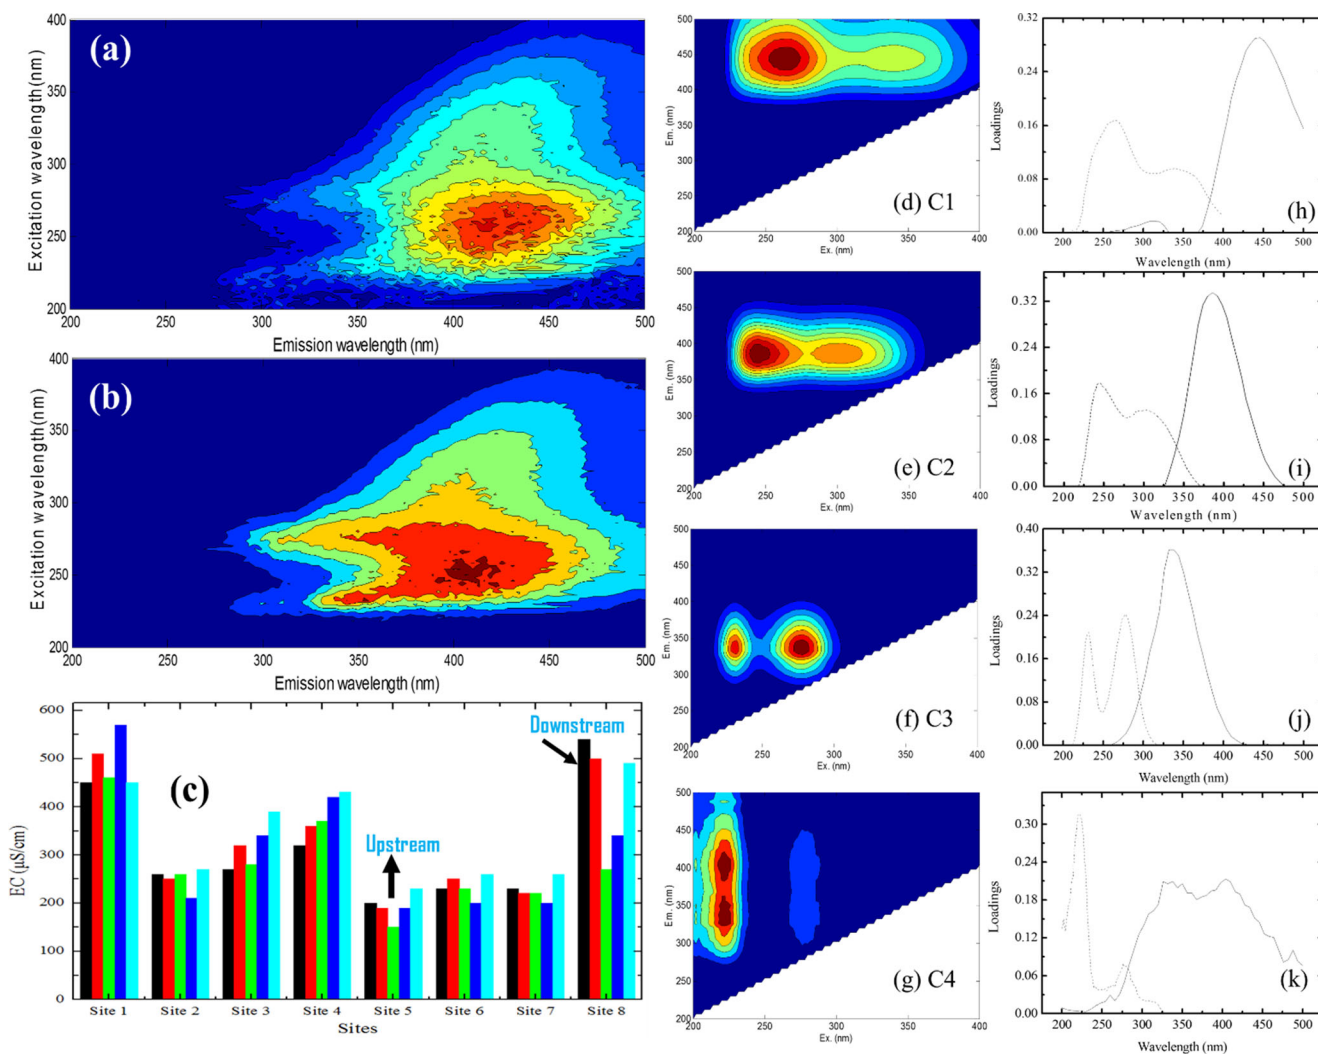 (a)
400
350
300
250
200
Excitation wavelength(nm)
200
250
300
350
400
450
500
Emission wavelength (nm)
(b)
400
350
300
250
200
Excitation wavelength(nm)
200
250
300
350
400
450
500
Emission wavelength (nm)
(c)
600
500
400
300
200
100
0
EC (μS/cm)
Downstream
Upstream
Site 1
Site 2
Site 3
Site 4
Site 5
Site 6
Site 7
Site 8
Sites
500
450
400
350
300
250
200
Em. (nm)
(d) C1
200
250
300
350
400
Ex. (nm)
500
450
400
350
300
250
200
Em. (nm)
(e) C2
200
250
300
350
400
Ex. (nm)
500
450
400
350
300
250
200
Em. (nm)
(f) C3
200
250
300
350
400
Ex. (nm)
500
450
400
350
300
250
200
Em. (nm)
(g) C4
200
250
300
350
400
Ex. (nm)
0.32
0.24
0.16
0.08
0.00
Loadings
(h)
200 250 300 350 400 450 500
Wavelength (nm)
0.32
0.24
0.16
0.08
0.00
Loadings
(i)
200 250 300 350 400 450 500
Wavelength (nm)
0.40
0.32
0.24
0.16
0.08
0.00
Loadings
(j)
200 250 300 350 400 450 500
Wavelength (nm)
0.30
0.24
0.18
0.12
0.06
0.00
Loadings
(k)
200 250 300 350 400 450 500
Wavelength (nm)